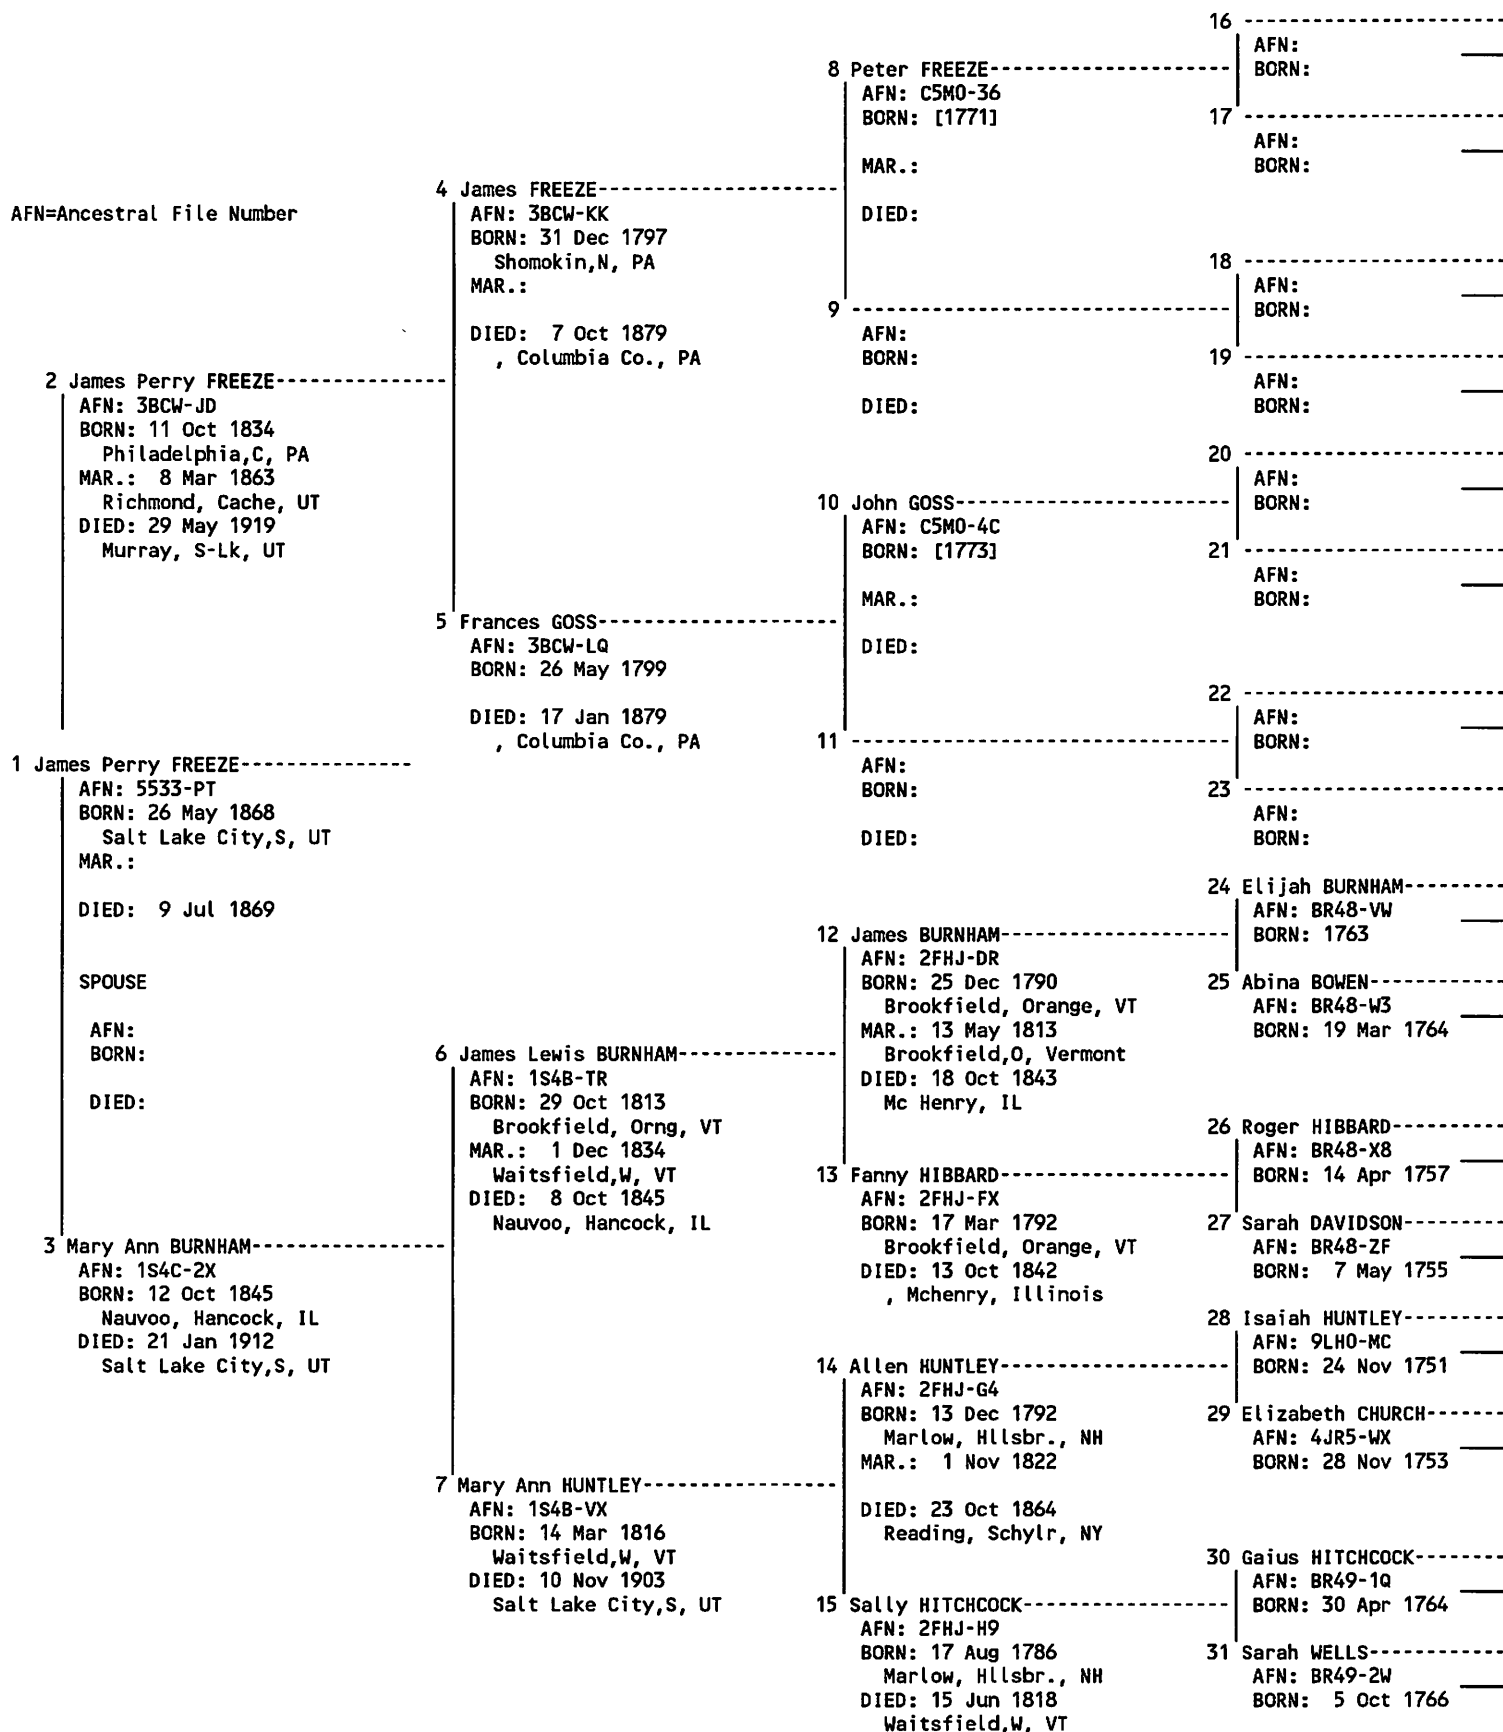 AFN=Ancestral File Number
1 James Perry FREEZE--------------
AFN: 5533-PT
BORN: 26 May 1868
Salt Lake City,S, UT
MAR.:
DIED: 9 Jul 1869
SPOUSE
AFN:
BORN:
DIED:
2 James Perry FREEZE--------------
AFN: 3BCW-JD
BORN: 11 Oct 1834
Philadelphia,C, PA
MAR.: 8 Mar 1863
Richmond, Cache, UT
DIED: 29 May 1919
Murray, S-Lk, UT
3 Mary Ann BURNHAM----------------
AFN: 1S4C-2X
BORN: 12 Oct 1845
Nauvoo, Hancock, IL
DIED: 21 Jan 1912
Salt Lake City,S, UT
4 James FREEZE--------------------
AFN: 3BCW-KK
BORN: 31 Dec 1797
Shomokin,N, PA
MAR.:
DIED: 7 Oct 1879
, Columbia Co., PA
5 Frances GOSS--------------------
AFN: 3BCW-LQ
BORN: 26 May 1799
DIED: 17 Jan 1879
, Columbia Co., PA
6 James Lewis BURNHAM-------------
AFN: 1S4B-TR
BORN: 29 Oct 1813
Brookfield, Orng, VT
MAR.: 1 Dec 1834
Waitsfield,W, VT
DIED: 8 Oct 1845
Nauvoo, Hancock, IL
7 Mary Ann HUNTLEY----------------
AFN: 1S4B-VX
BORN: 14 Mar 1816
Waitsfield,W, VT
DIED: 10 Nov 1903
Salt Lake City,S, UT
8 Peter FREEZE--------------------
AFN: C5M0-36
BORN: [1771]
MAR.:
DIED:
9 --------------------------------
AFN:
BORN:
DIED:
10 John GOSS-----------------------
AFN: C5M0-4C
BORN: [1773]
MAR.:
DIED:
11 --------------------------------
AFN:
BORN:
DIED:
12 James BURNHAM-------------------
AFN: 2FHJ-DR
BORN: 25 Dec 1790
Brookfield, Orange, VT
MAR.: 13 May 1813
Brookfield,O, Vermont
DIED: 18 Oct 1843
Mc Henry, IL
13 Fanny HIBBARD-------------------
AFN: 2FHJ-FX
BORN: 17 Mar 1792
Brookfield, Orange, VT
DIED: 13 Oct 1842
, Mchenry, Illinois
14 Allen HUNTLEY-------------------
AFN: 2FHJ-G4
BORN: 13 Dec 1792
Marlow, Hllsbr., NH
MAR.: 1 Nov 1822
DIED: 23 Oct 1864
Reading, Schylr, NY
15 Sally HITCHCOCK-----------------
AFN: 2FHJ-H9
BORN: 17 Aug 1786
Marlow, Hllsbr., NH
DIED: 15 Jun 1818
Waitsfield,W, VT
16 ----------------------
AFN:
BORN:
17 ----------------------
AFN:
BORN:
18 ----------------------
AFN:
BORN:
19 ----------------------
AFN:
BORN:
20 ----------------------
AFN:
BORN:
21 ----------------------
AFN:
BORN:
22 ----------------------
AFN:
BORN:
23 ----------------------
AFN:
BORN:
24 Elijah BURNHAM--------
AFN: BR48-VW
BORN: 1763
25 Abina BOWEN-----------
AFN: BR48-W3
BORN: 19 Mar 1764
26 Roger HIBBARD---------
AFN: BR48-X8
BORN: 14 Apr 1757
27 Sarah DAVIDSON--------
AFN: BR48-ZF
BORN: 7 May 1755
28 Isaiah HUNTLEY--------
AFN: 9LH0-MC
BORN: 24 Nov 1751
29 Elizabeth CHURCH------
AFN: 4JR5-WX
BORN: 28 Nov 1753
30 Gaius HITCHCOCK-------
AFN: BR49-1Q
BORN: 30 Apr 1764
31 Sarah WELLS-----------
AFN: BR49-2W
BORN: 5 Oct 1766